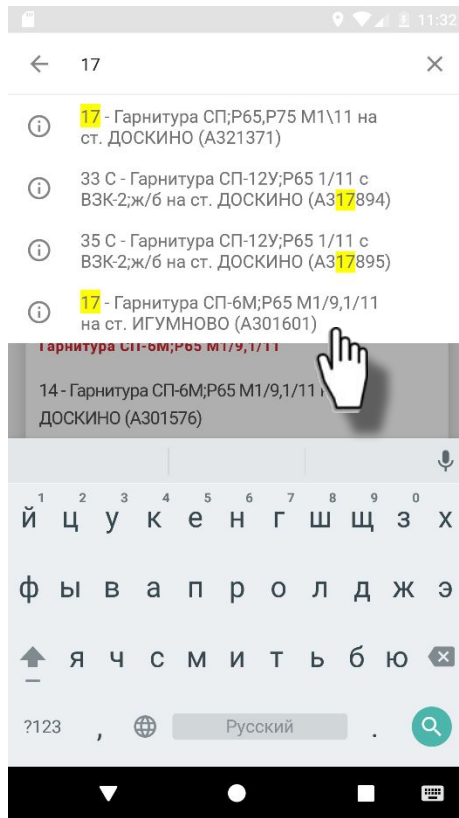 11:32
17
17 - Гарнитура СП;Р65,Р75 М1\11 на
ст. ДОСКИНО (А321371)
33 С - Гарнитура СП-12У;Р65 1/11 с
ВЗК-2;ж/б на ст. ДОСКИНО (А317894)
35 С - Гарнитура СП-12У;Р65 1/11 с
ВЗК-2;ж/б на ст. ДОСКИНО (А317895)
17 - Гарнитура СП-6М;Р65 М1/9,1/11
на ст. ИГУМНОВО (А301601)
Гарнитура СП-6М;Р65 М1/9,1/11
14 - Гарнитура СП-6М;Р65 М1/9,1/11
ДОСКИНО (А301576)
1 2 3 4 5 6 7 8 9 0
й ц у к е н г ш щ з х
ф ы в а п р о л д ж э
я ч с м и т ь б ю
?123 , Русский .